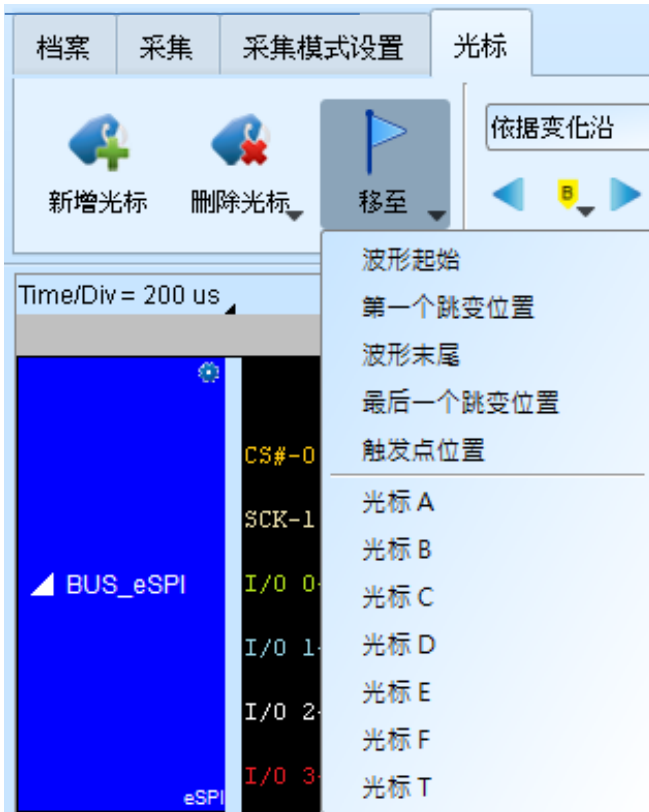 档案 采集 采集模式设置 光标
依据变化沿
新增光标 删除光标 移至
B
Time/Div = 200 us
波形起始
第一个跳变位置
波形末尾
最后一个跳变位置
触发点位置
光标 A
光标 B
光标 C
光标 D
光标 E
光标 F
光标 T
BUS_eSPI
eSPI
CS#-0
SCK-1
I/O 0-
I/O 1-
I/O 2-
I/O 3-